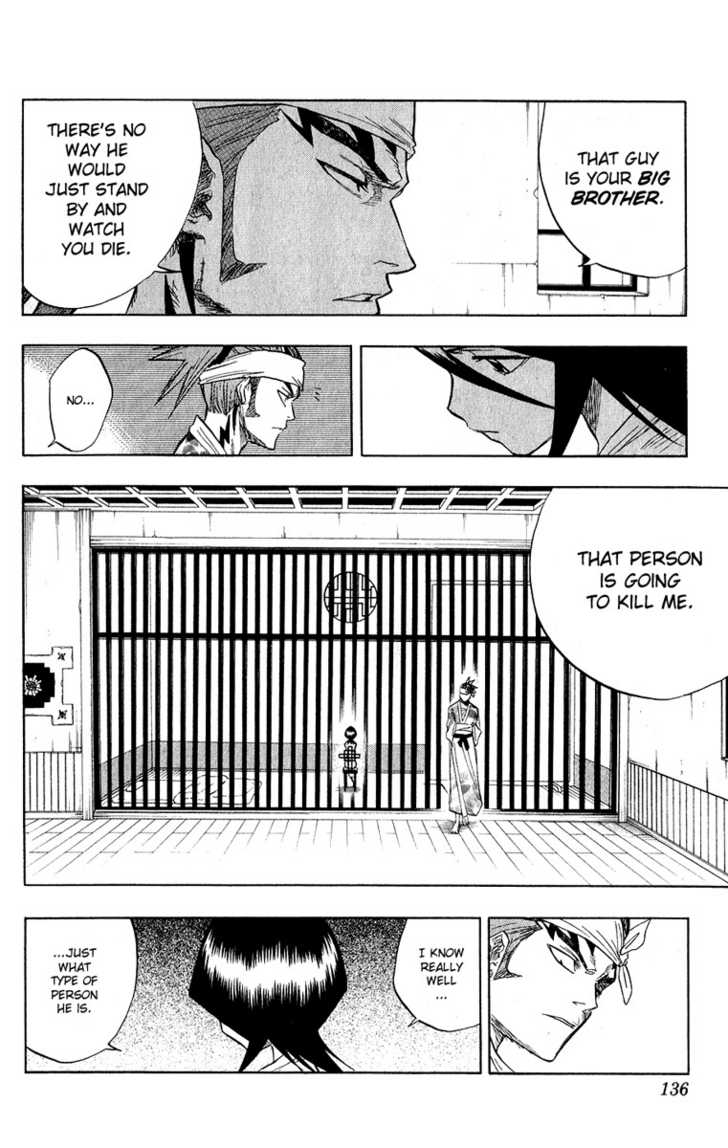 THAT GUY
IS YOUR BIG
BROTHER.
THERE'S NO
WAY HE
WOULD
JUST STAND
BY AND
WATCH
YOU DIE.
NO...
THAT PERSON
IS GOING
TO KILL ME.
I KNOW
REALLY
WELL
...
...JUST
WHAT
TYPE OF
PERSON
HE IS.
136